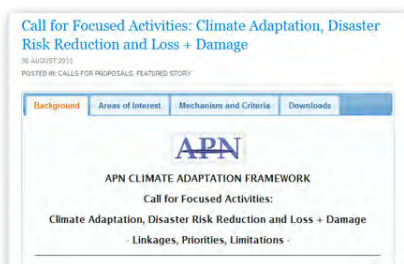 Call for Focused Activities: Climate Adaptation, Disaster
Risk Reduction and Loss + Damage
30 AUGUST 2013
POSTED IN: CALLS FOR PROPOSALS, FEATURED STORY
Background Areas of Interest Mechanism and Criteria Downloads
APN
APN CLIMATE ADAPTATION FRAMEWORK
Call for Focused Activities:
Climate Adaptation, Disaster Risk Reduction and Loss + Damage
- Linkages, Priorities, Limitations -